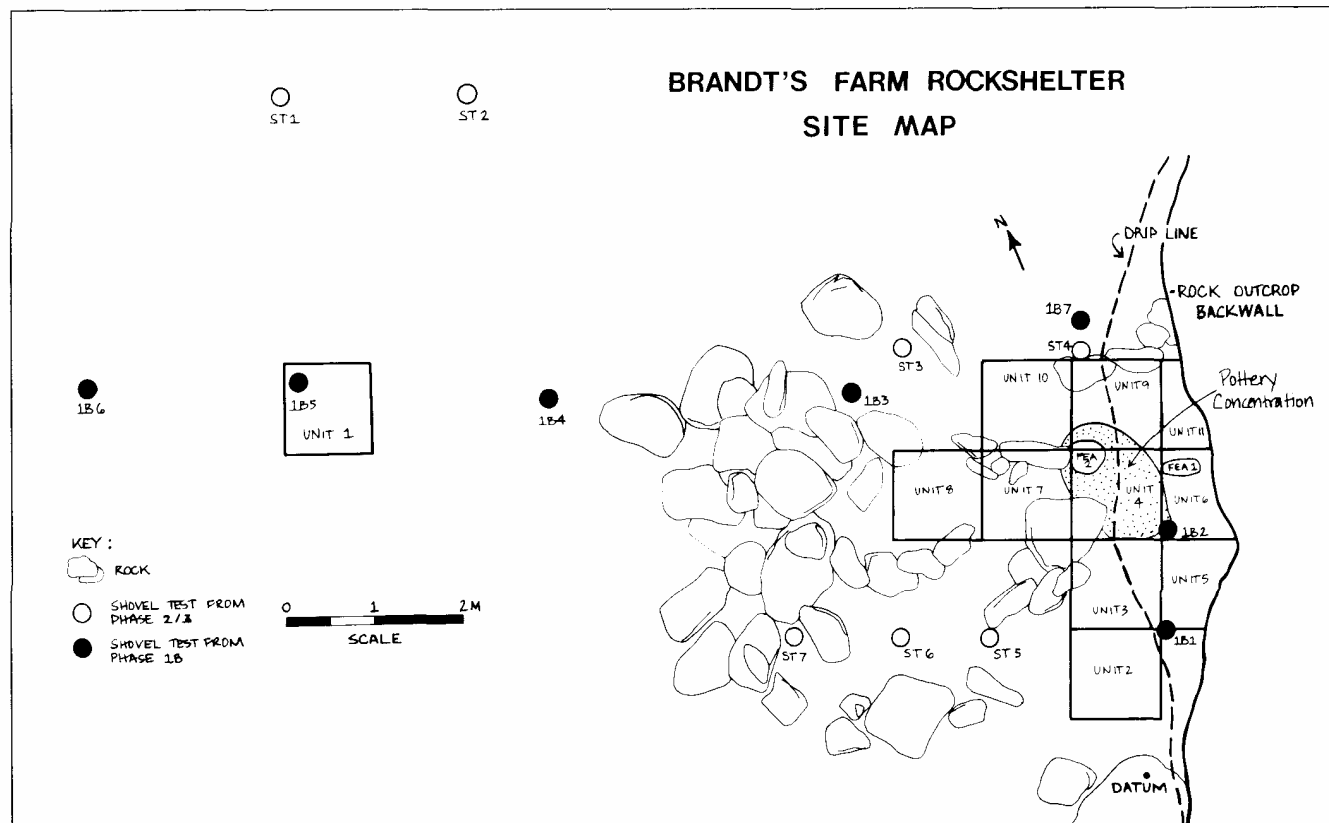 BRANDT'S FARM ROCKSHELTER
SITE MAP
ST1
ST2
N
DRIP LINE
ROCK OUTCROP
BACKWALL
1B7
ST4
ST3
UNIT 10
UNIT 9
Pottery
Concentration
1B6
1B5
UNIT 1
1B4
1B3
UNIT 11
FEA
2
FEA 1
UNIT 8
UNIT 7
UNIT
4
UNIT 6
1B2
KEY:
ROCK
SHOVEL TEST FROM
PHASE 2/3
SHOVEL TEST FROM
PHASE 1B
0 1 2 M
SCALE
UNIT 5
UNIT 3
1B1
ST7
ST6
ST5
UNIT 2
DATUM